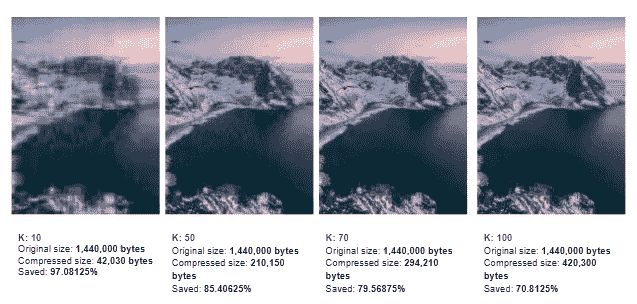 K: 10
Original size: 1,440,000 bytes
Compressed size: 42,030 bytes
Saved: 97.08125%
K: 50
Original size: 1,440,000 bytes
Compressed size: 210,150
bytes
Saved: 85.40625%
K: 70
Original size: 1,440,000 bytes
Compressed size: 294,210
bytes
Saved: 79.56875%
K: 100
Original size: 1,440,000 bytes
Compressed size: 420,300
bytes
Saved: 70.8125%